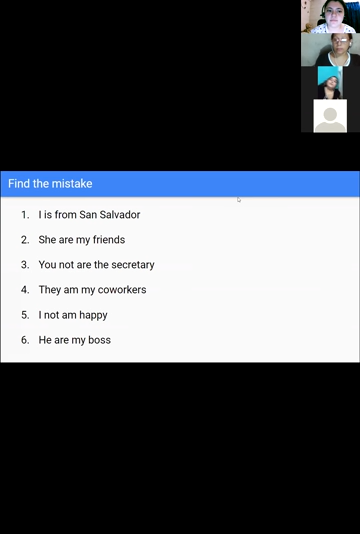 Find the mistake
1. I is from San Salvador
2. She are my friends
3. You not are the secretary
4. They am my coworkers
5. I not am happy
6. He are my boss